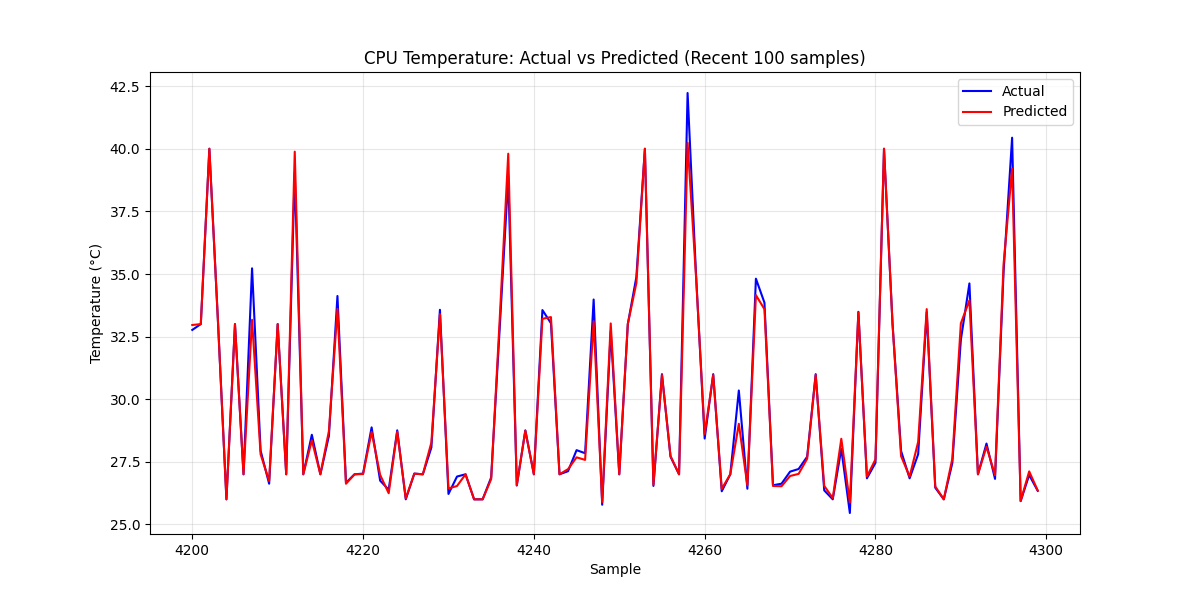 CPU Temperature: Actual vs Predicted (Recent 100 samples)
Actual
Predicted
42.5
40.0
37.5
35.0
32.5
30.0
27.5
25.0
Temperature (°C)
4200 4220 4240 4260 4280 4300
Sample